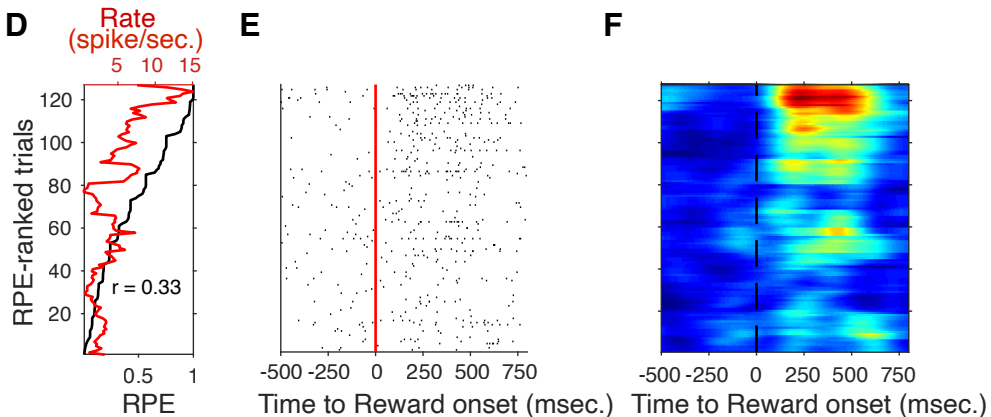 D
Rate
(spike/sec.)
5 15
RPE-ranked trials
120
100
80
60
40
20
r = 0.33
0.5 1
RPE
E
-500 -250 0 250 500 750
Time to Reward onset (msec.)
F
-500 -250 0 250 500 750
Time to Reward onset (msec.)